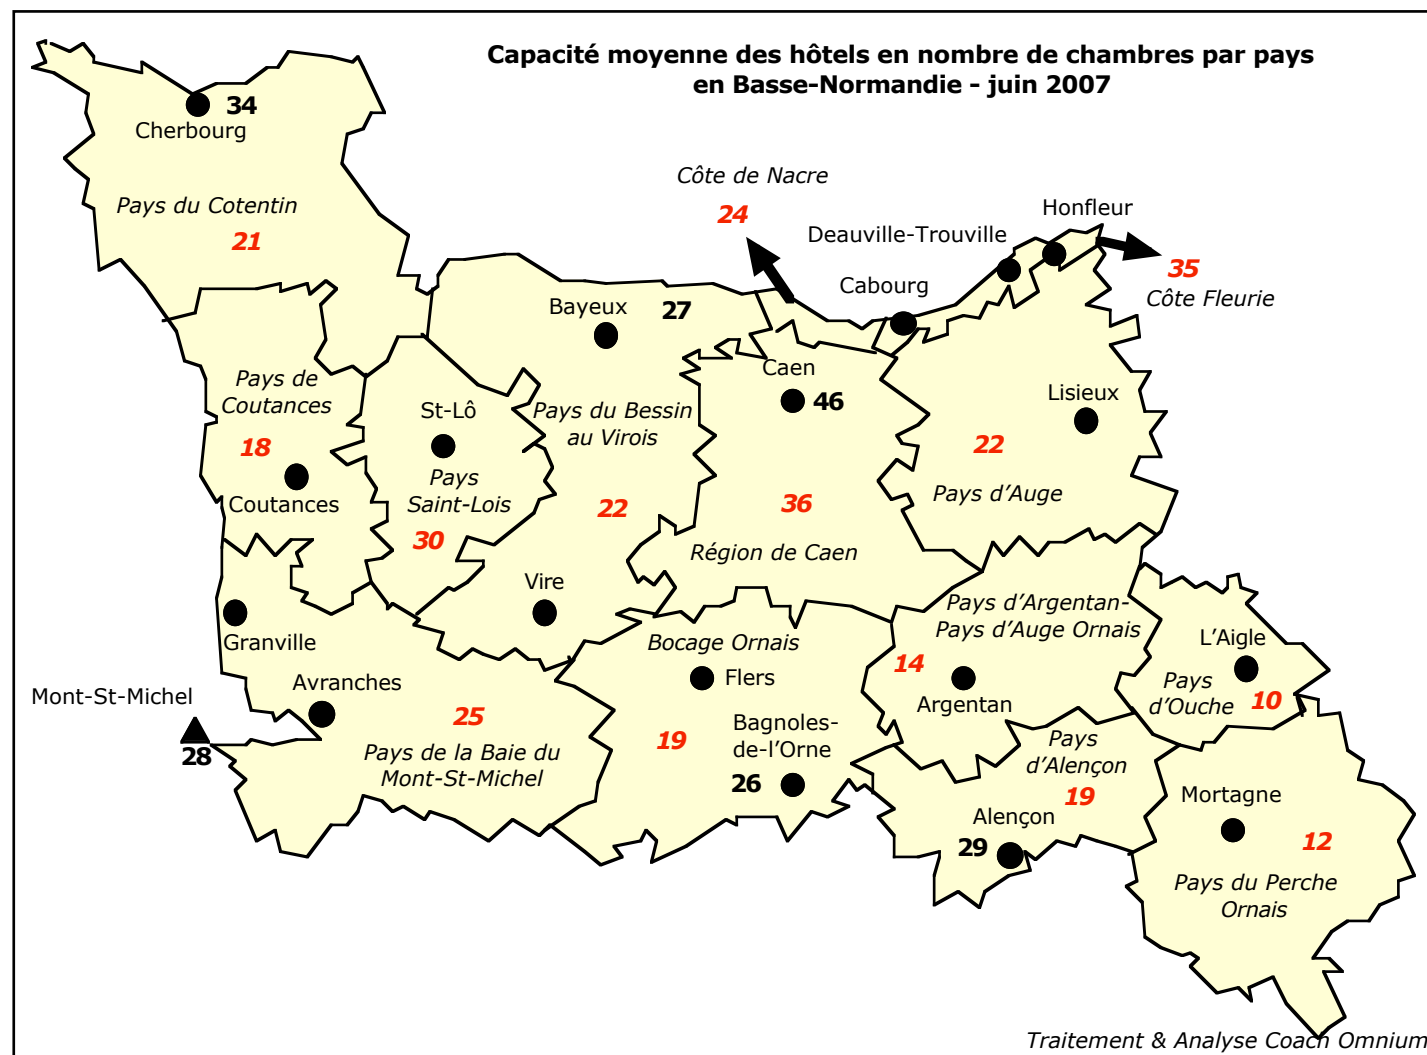 Capacité moyenne des hôtels en nombre de chambres par pays
en Basse-Normandie - juin 2007
34
Cherbourg
Pays du Cotentin
21
Côte de Nacre
24
Honfleur
Deauville-Trouville
35
Côte Fleurie
Cabourg
Bayeux
27
Caen
46
Lisieux
Pays de
Coutances
18
Coutances
St-Lô
Pays
Saint-Lois
30
Pays du Bessin
au Virois
22
36
Région de Caen
22
Pays d'Auge
Vire
Granville
Bocage Ornais
Flers
Pays d'Argentan-
Pays d'Auge Ornais
14
Argentan
L'Aigle
Pays
d'Ouche
10
Mont-St-Michel
28
Avranches
25
Pays de la Baie du
Mont-St-Michel
19
Bagnoles-
de-l'Orne
26
Pays
d'Alençon
19
Alençon
29
Mortagne
12
Pays du Perche
Ornais
Traitement & Analyse Coach Omnium